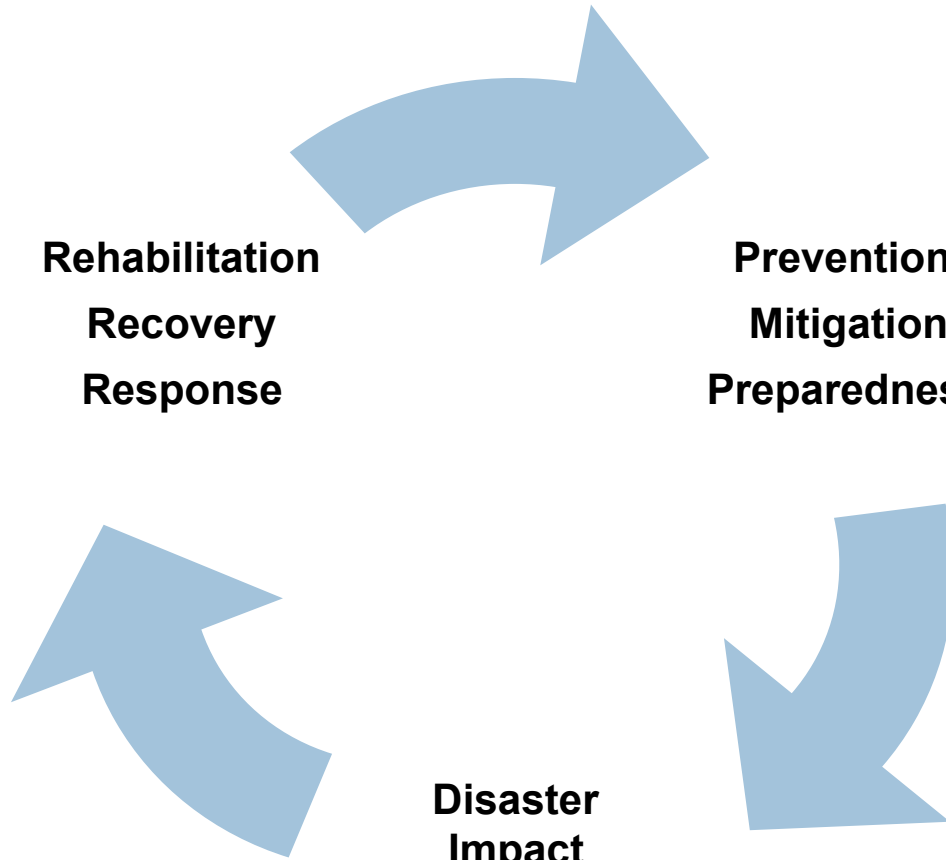 Rehabilitation
Recovery
Response
Prevention
Mitigation
Preparednes
Disaster
Impact